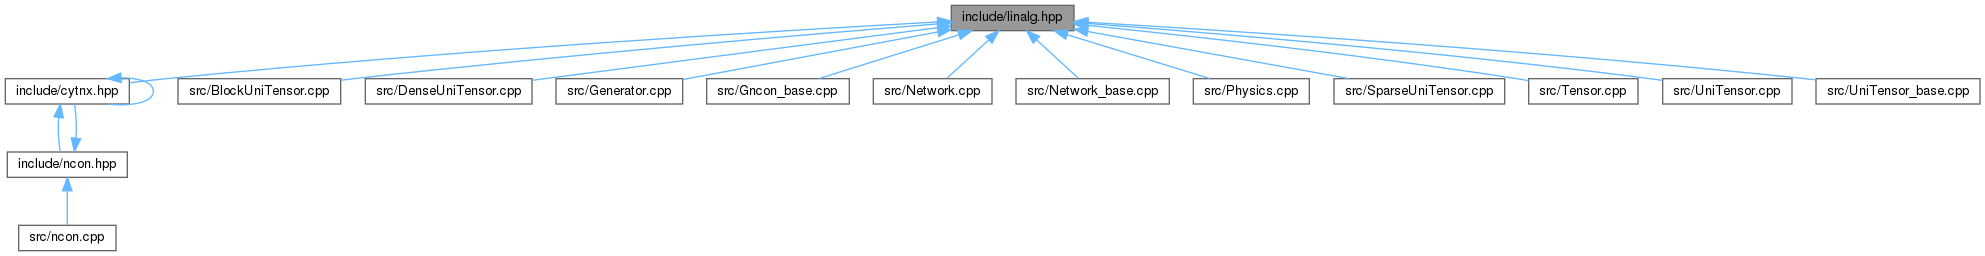 include/linalg.hpp
include/cytnx.hpp
src/BlockUniTensor.cpp
src/DenseUniTensor.cpp
src/Generator.cpp
src/Gncon_base.cpp
src/Network.cpp
src/Network_base.cpp
src/Physics.cpp
src/SparseUniTensor.cpp
src/Tensor.cpp
src/UniTensor.cpp
src/UniTensor_base.cpp
include/ncon.hpp
src/ncon.cpp